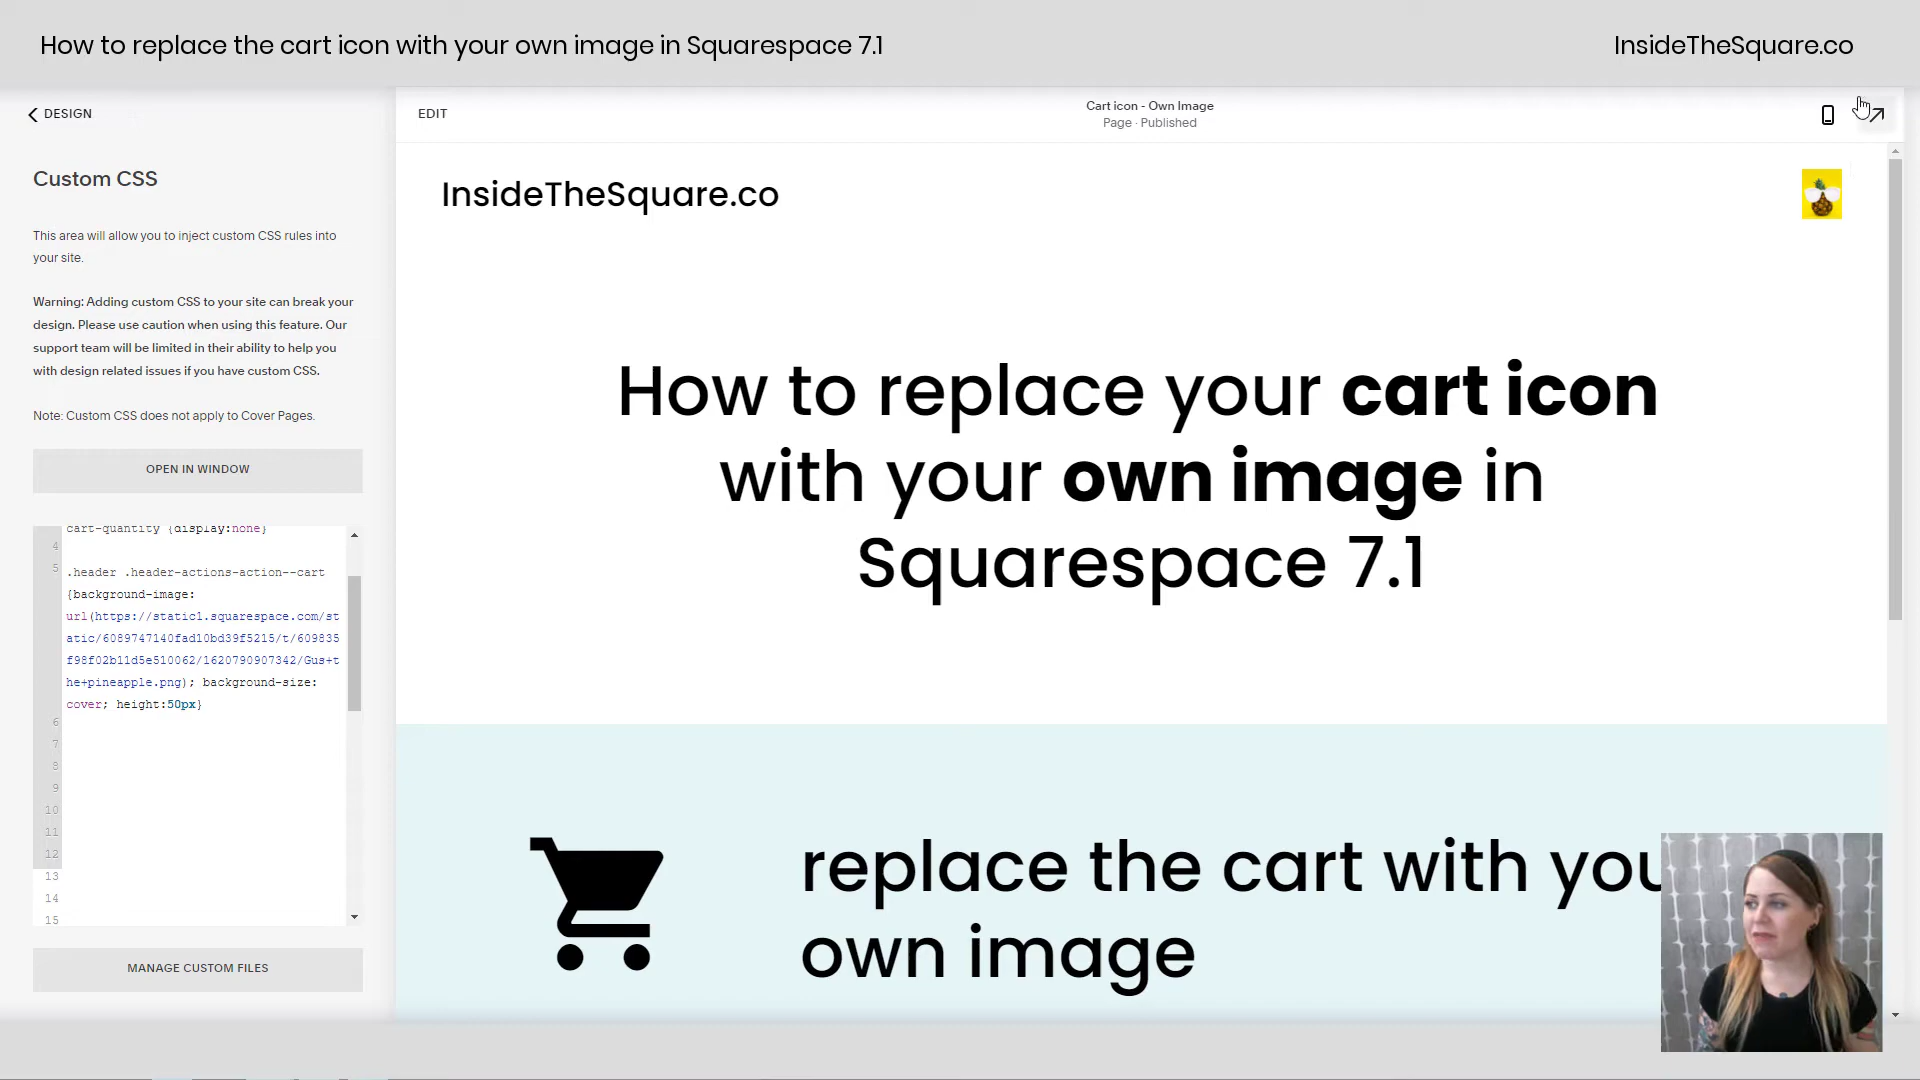 How to replace the cart icon with your own image in Squarespace 7.1
InsideTheSquare.co
DESIGN
EDIT
Cart icon - Own Image
Page · Published
Custom CSS
This area will allow you to inject custom CSS rules into
your site.
Warning: Adding custom CSS to your site can break your
design. Please use caution when using this feature. Our
support team will be limited in their ability to help you
with design related issues if you have custom CSS.
Note: Custom CSS does not apply to Cover Pages.
OPEN IN WINDOW
cart-quantity {display:none}
4
5
.header .header-actions-action--cart
{background-image:
url(https://static1.squarespace.com/st
atic/6089747140fad10bd39f5215/t/609835
f98f02b11d5e510062/1620790907342/Gus+t
he+pineapple.png); background-size:
cover; height:50px}
6
7
8
9
10
11
12
13
14
15
MANAGE CUSTOM FILES
InsideTheSquare.co
How to replace your cart icon
with your own image in
Squarespace 7.1
replace the cart with you
own image